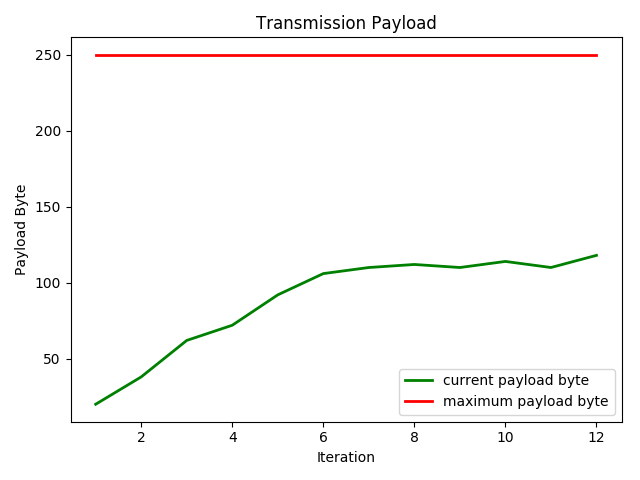 Transmission Payload
250
200
150
100
50
Payload Byte
current payload byte
maximum payload byte
2 4 6 8 10 12
Iteration